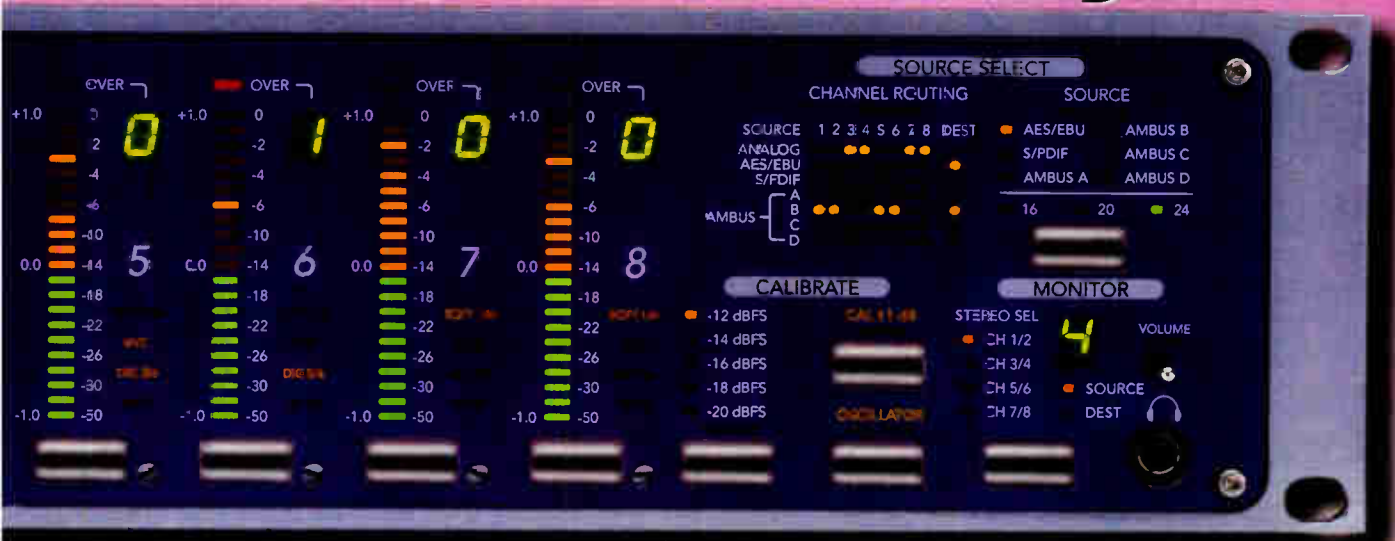 SOURCE SELECT
CHANNEL ROUTING SOURCE
SOURCE 1 2 3 4 5 6 7 8 DEST
ANALOG
AES/EBU
S/PDIF
AMBUS
A
B
C
D
AES/EBU AMBUS B
S/PDIF AMBUS C
AMBUS A AMBUS D
16 20 24
OVER
+1.0 0 0
2
-4
-6
-10
0.0 -14 5
-18
-22
-26
-30
-1.0 -50
OVER
+1.0 0 1
-2
-4
-6
-10
0.0 -14 6
-18
-22
-26
-30
-1.0 -50
OVER
+1.0 0 0
-2
-4
-6
-10
0.0 -14 7
-18
-22
-26
-30
-1.0 -50
OVER
+1.0 0 0
-2
-4
-6
-10
0.0 -14 8
-18
-22
-26
-30
-1.0 -50
CALIBRATE
-12 dBFS
-14 dBFS
-16 dBFS
-18 dBFS
-20 dBFS
OSCILLATOR
MONITOR
STEREO SEL 4 VOLUME
CH 1/2
CH 3/4
CH 5/6 SOURCE
CH 7/8 DEST